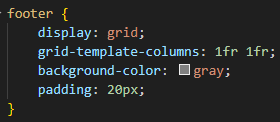 footer {
display: grid;
grid-template-columns: 1fr 1fr;
background-color: gray;
padding: 20px;
}